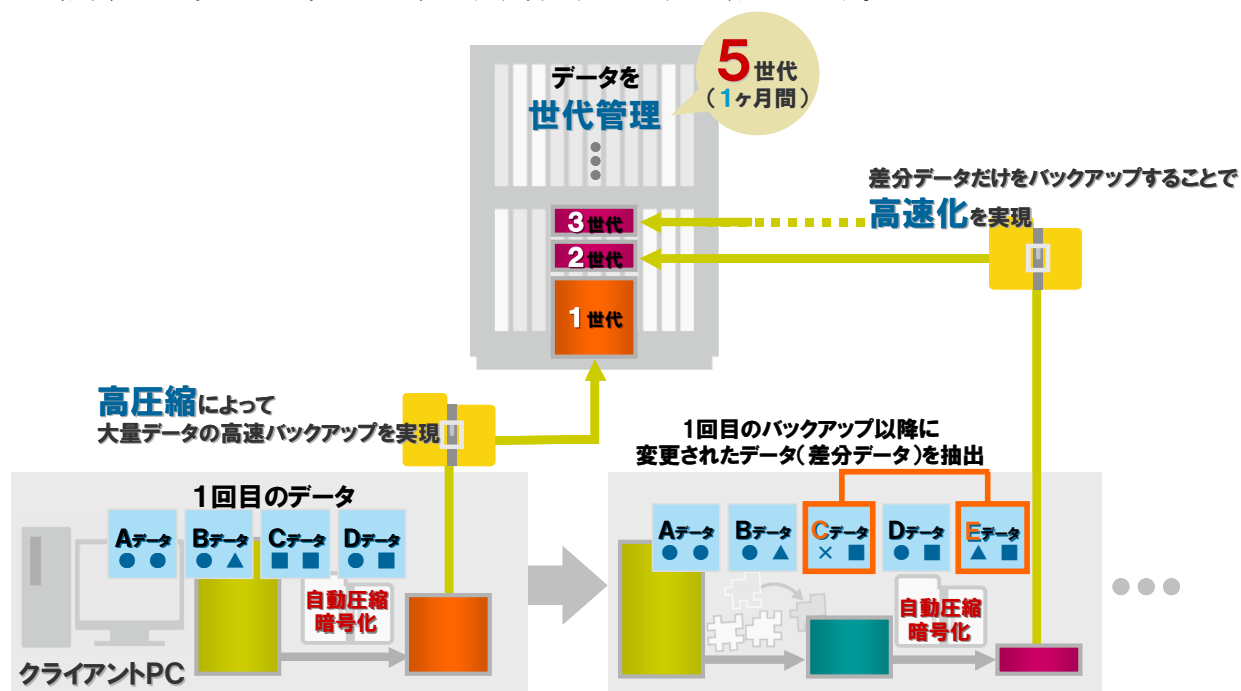 データを
世代管理
5世代
(1ヶ月間)
差分データだけをバックアップすることで
高速化を実現
3世代
2世代
1世代
高圧縮によって
大量データの高速バックアップを実現
1回目のバックアップ以降に
変更されたデータ(差分データ)を抽出
1回目のデータ
Aデータ
Bデータ
Cデータ
Dデータ
自動圧縮
暗号化
クライアントPC
Aデータ
Bデータ
Cデータ
Dデータ
Eデータ
自動圧縮
暗号化